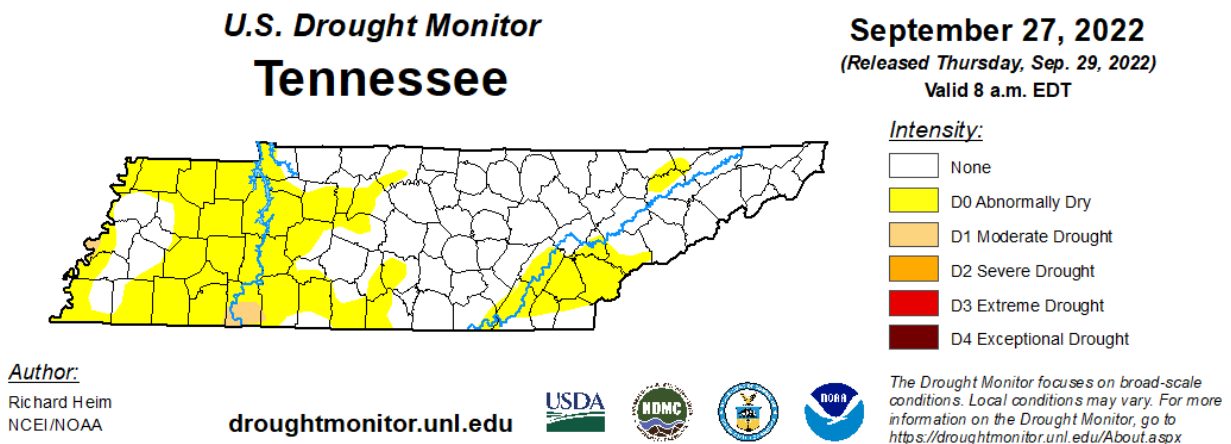 U.S. Drought Monitor
Tennessee
September 27, 2022
(Released Thursday, Sep. 29, 2022)
Valid 8 a.m. EDT
Intensity:
None
D0 Abnormally Dry
D1 Moderate Drought
D2 Severe Drought
D3 Extreme Drought
D4 Exceptional Drought
Author:
Richard Heim
NCEI/NOAA
droughtmonitor.unl.edu
USDA
NDMC
NOAA
The Drought Monitor focuses on broad-scale
conditions. Local conditions may vary. For more
information on the Drought Monitor, go to
https://droughtmonitor.unl.edu/About.aspx